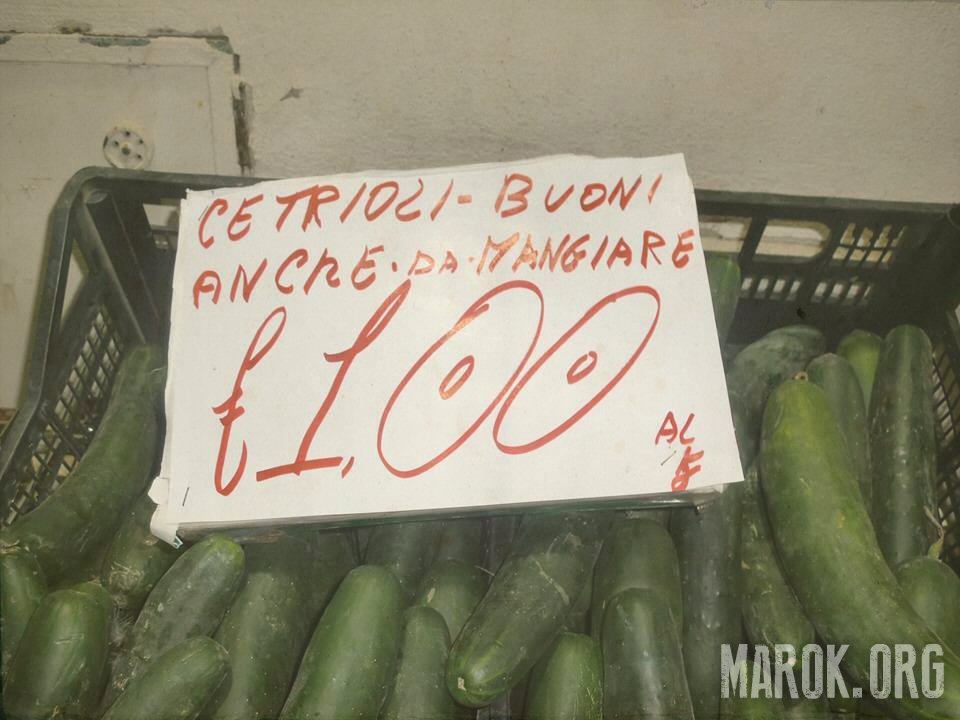 CETRIOLI - BUONI
ANCHE · DA · MANGIARE
£ 1,00
AL
MAROK.ORG